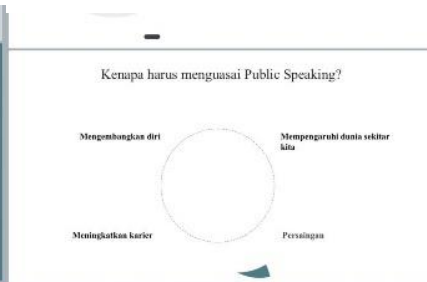 Kenapa harus menguasai Public Speaking?
Mengembangkan diri
Mempengaruhi dunia sekitar
kita
Meningkatkan karier
Persaingan